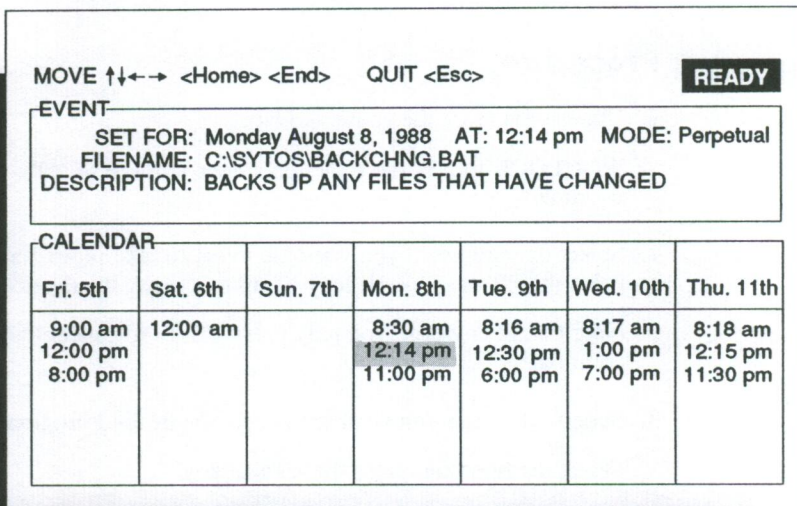 MOVE ↑↓←→ <Home> <End> QUIT <Esc> READY
EVENT
SET FOR: Monday August 8, 1988 AT: 12:14 pm MODE: Perpetual
FILENAME: C:\SYTOS\BACKCHNG.BAT
DESCRIPTION: BACKS UP ANY FILES THAT HAVE CHANGED
CALENDAR
Fri. 5th Sat. 6th Sun. 7th Mon. 8th Tue. 9th Wed. 10th Thu. 11th
9:00 am 12:00 am 8:30 am 8:16 am 8:17 am 8:18 am
12:00 pm 12:14 pm 12:30 pm 1:00 pm 12:15 pm
8:00 pm 11:00 pm 6:00 pm 7:00 pm 11:30 pm